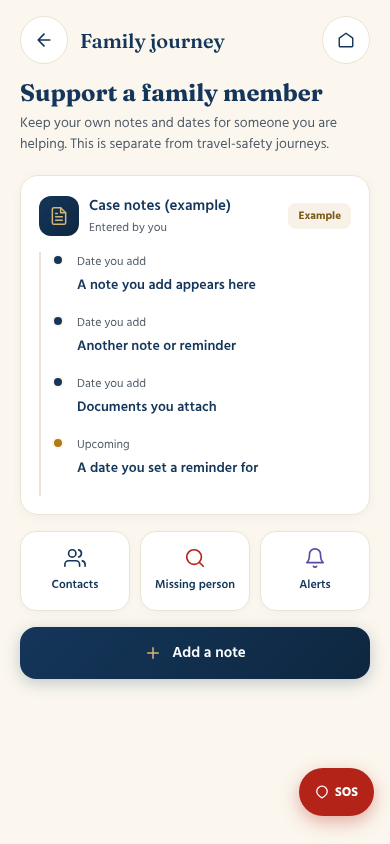 Family journey
Support a family member
Keep your own notes and dates for someone you are
helping. This is separate from travel-safety journeys.
Case notes (example)
Entered by you
Example
Date you add
A note you add appears here
Date you add
Another note or reminder
Date you add
Documents you attach
Upcoming
A date you set a reminder for
Contacts
Missing person
Alerts
Add a note
SOS